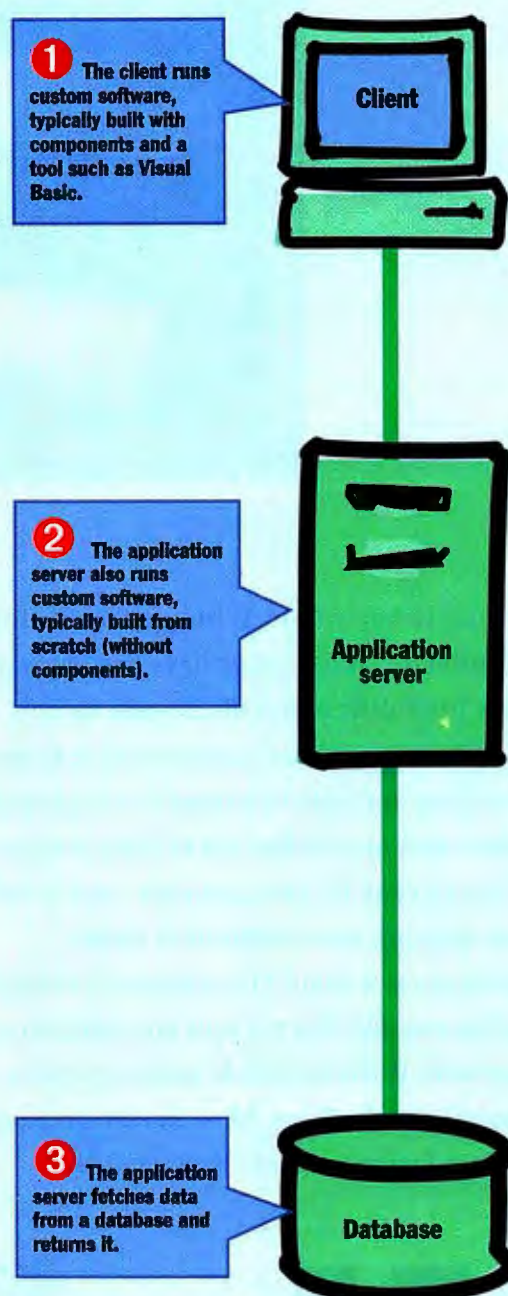 1 The client runs
custom software,
typically built with
components and a
tool such as Visual
Basic.
Client
2 The application
server also runs
custom software,
typically built from
scratch (without
components).
Application
server
3 The application
server fetches data
from a database and
returns it.
Database